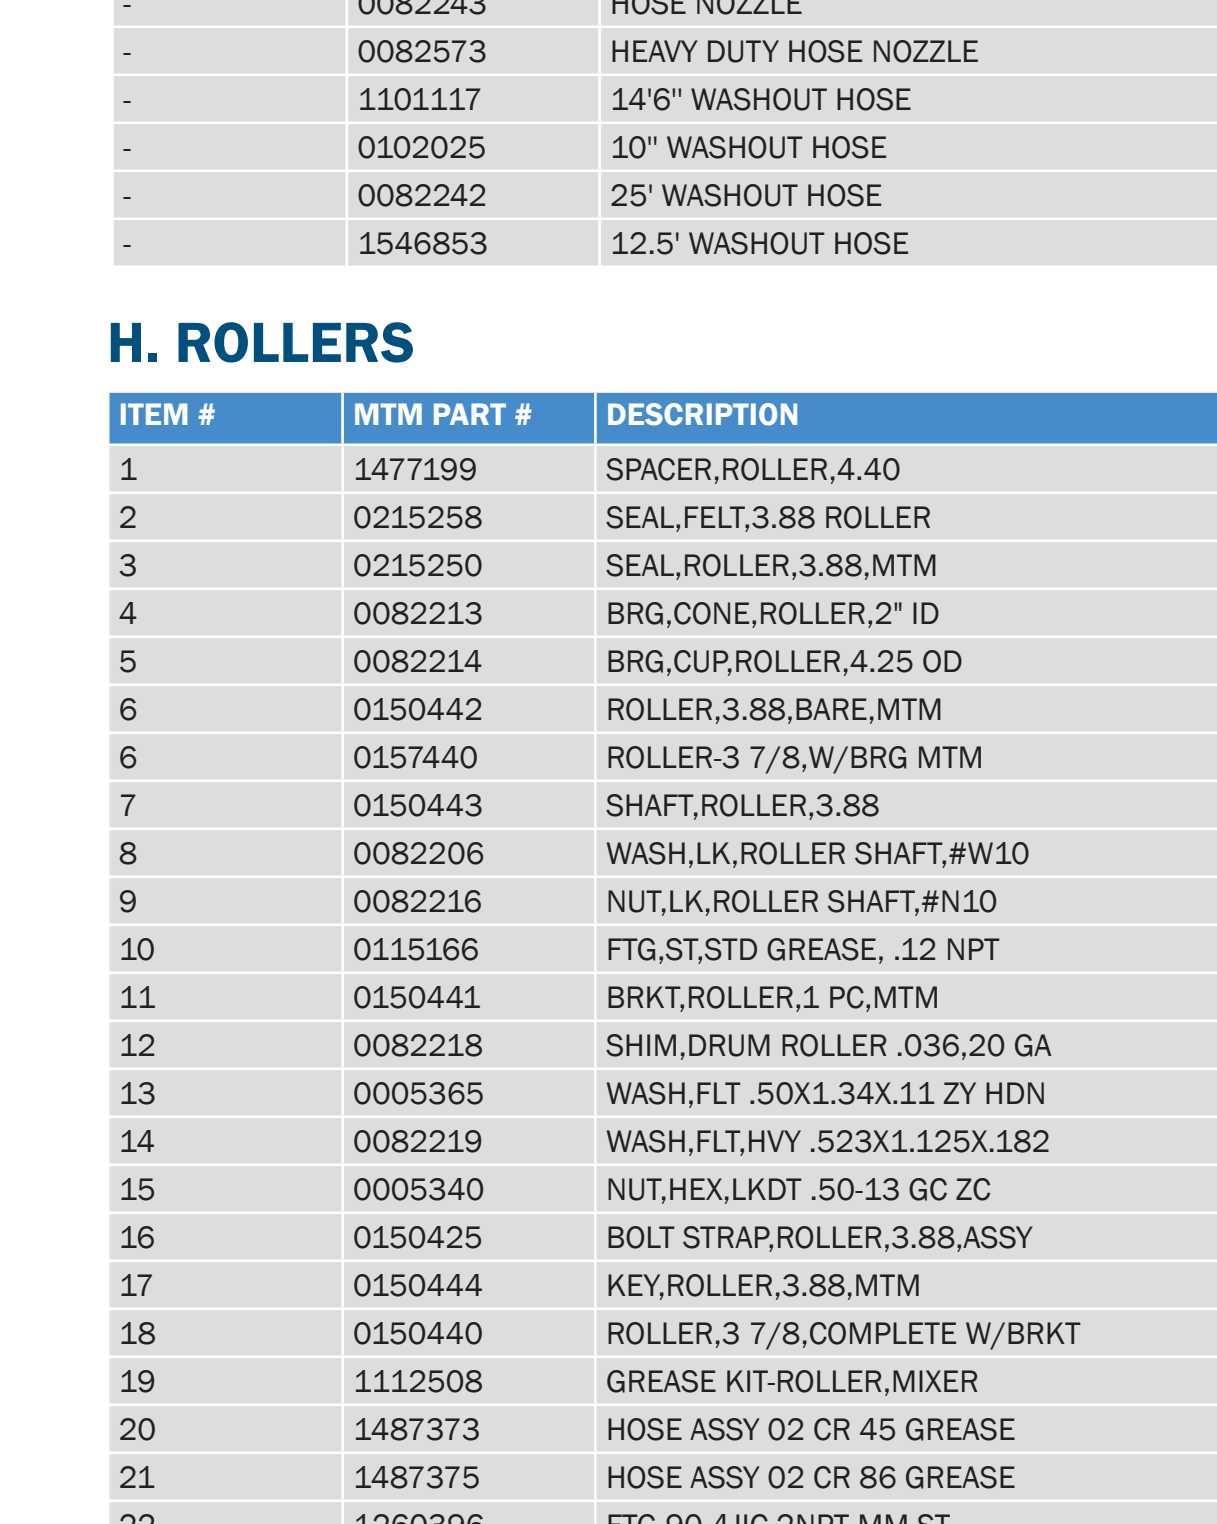 - 0082243 HOSE NOZZLE
- 0082573 HEAVY DUTY HOSE NOZZLE
- 1101117 14'6" WASHOUT HOSE
- 0102025 10" WASHOUT HOSE
- 0082242 25' WASHOUT HOSE
- 1546853 12.5' WASHOUT HOSE
H. ROLLERS
ITEM # MTM PART # DESCRIPTION
1 1477199 SPACER,ROLLER,4.40
2 0215258 SEAL,FELT,3.88 ROLLER
3 0215250 SEAL,ROLLER,3.88,MTM
4 0082213 BRG,CONE,ROLLER,2" ID
5 0082214 BRG,CUP,ROLLER,4.25 OD
6 0150442 ROLLER,3.88,BARE,MTM
6 0157440 ROLLER-3 7/8,W/BRG MTM
7 0150443 SHAFT,ROLLER,3.88
8 0082206 WASH,LK,ROLLER SHAFT,#W10
9 0082216 NUT,LK,ROLLER SHAFT,#N10
10 0115166 FTG,ST,STD GREASE, .12 NPT
11 0150441 BRKT,ROLLER,1 PC,MTM
12 0082218 SHIM,DRUM ROLLER .036,20 GA
13 0005365 WASH,FLT .50X1.34X.11 ZY HDN
14 0082219 WASH,FLT,HVY .523X1.125X.182
15 0005340 NUT,HEX,LKDT .50-13 GC ZC
16 0150425 BOLT STRAP,ROLLER,3.88,ASSY
17 0150444 KEY,ROLLER,3.88,MTM
18 0150440 ROLLER,3 7/8,COMPLETE W/BRKT
19 1112508 GREASE KIT-ROLLER,MIXER
20 1487373 HOSE ASSY 02 CR 45 GREASE
21 1487375 HOSE ASSY 02 CR 86 GREASE
22